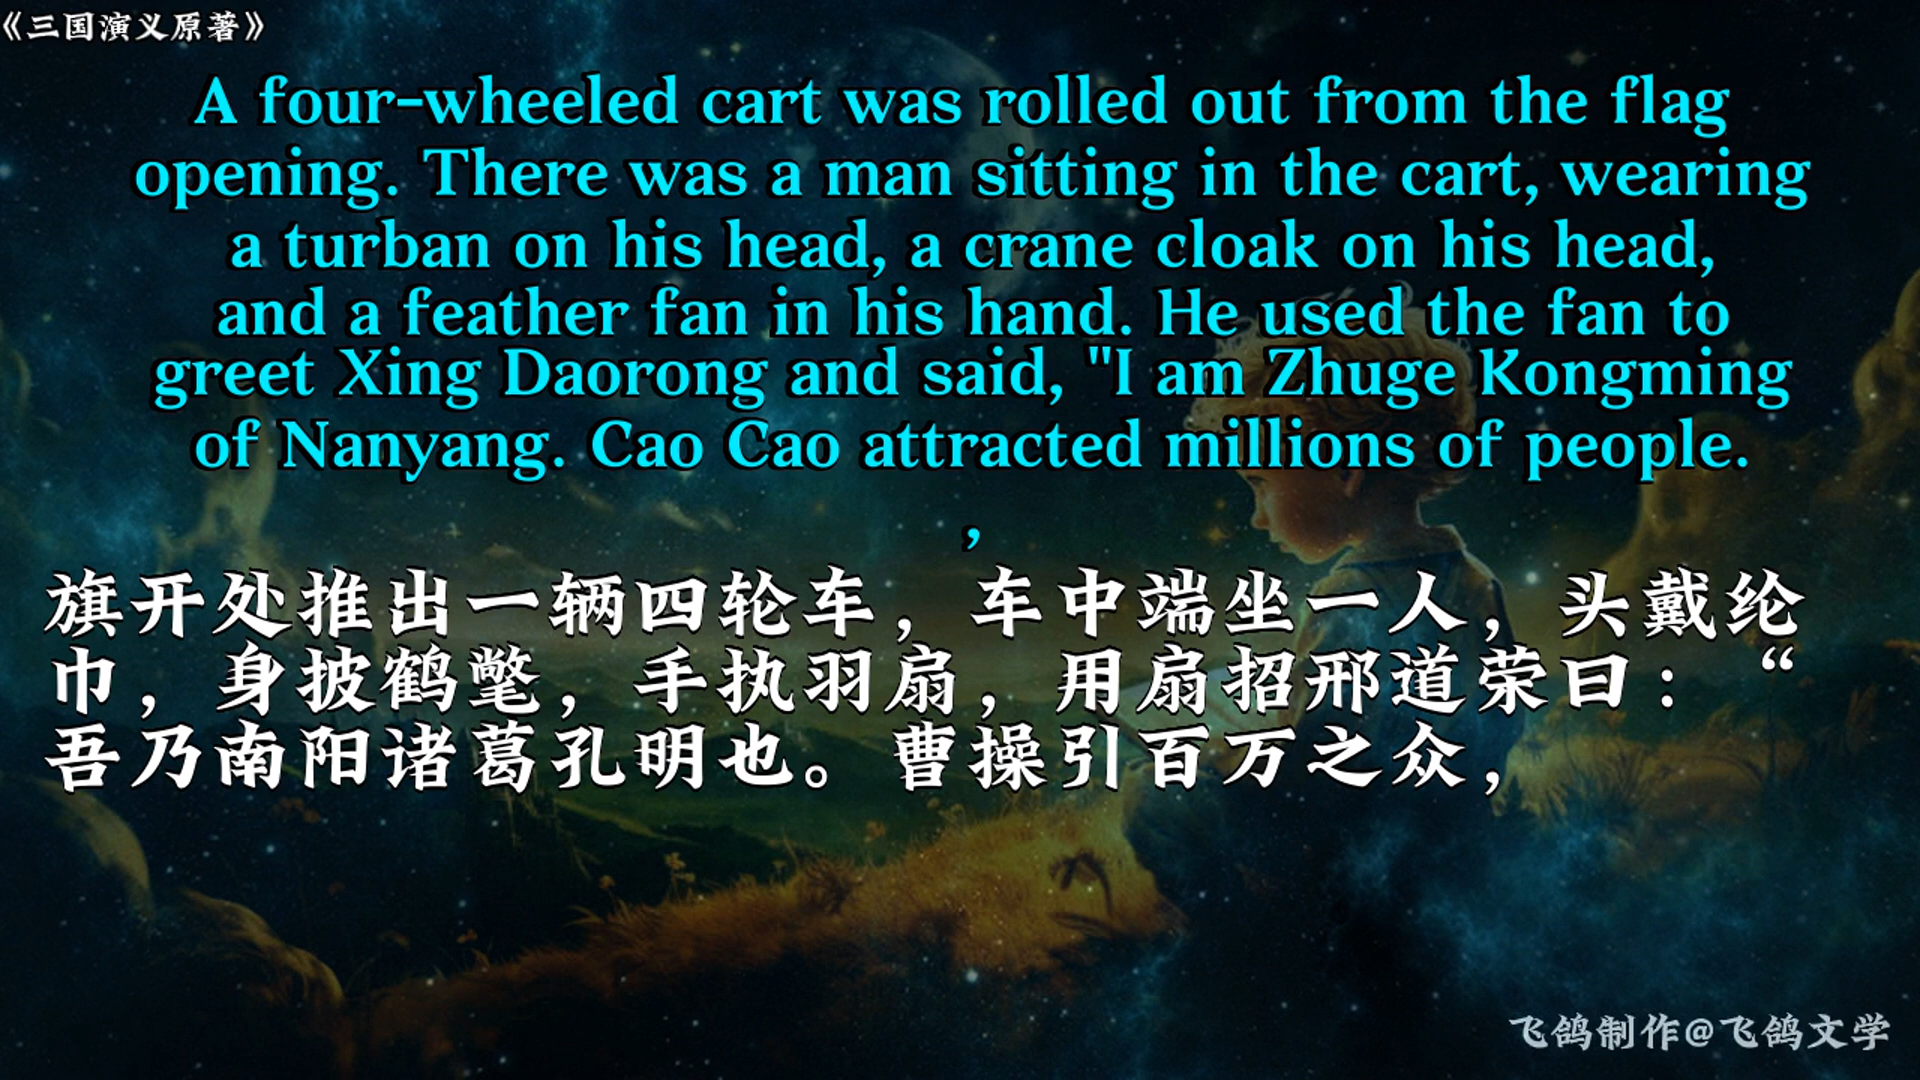 《三国演义原著》
A four-wheeled cart was rolled out from the flag
opening. There was a man sitting in the cart, wearing
a turban on his head, a crane cloak on his head,
and a feather fan in his hand. He used the fan to
greet Xing Daorong and said, "I am Zhuge Kongming
of Nanyang. Cao Cao attracted millions of people.
,
旗开处推出一辆四轮车，车中端坐一人，头戴纶
巾，身披鹤氅，手执羽扇，用扇招邢道荣曰：“
吾乃南阳诸葛孔明也。曹操引百万之众，
飞鸽制作@飞鸽文学